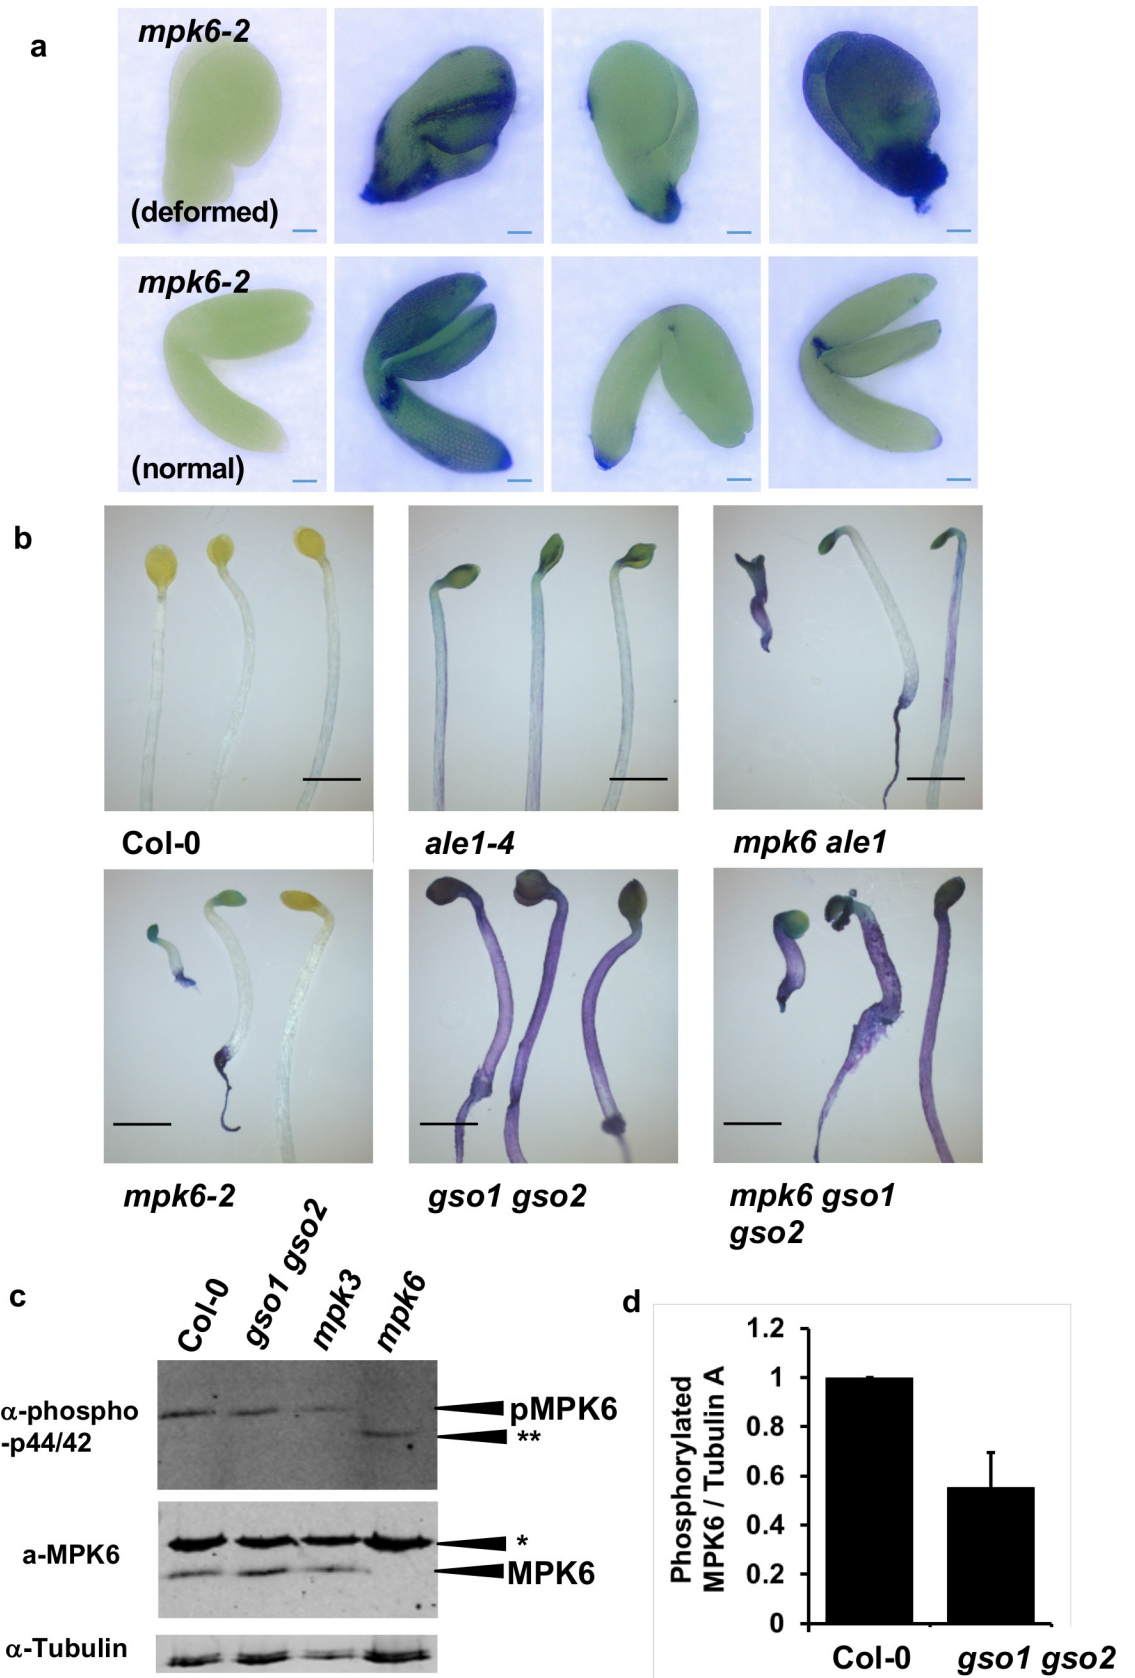 a
mpk6-2
(deformed)
mpk6-2
(normal)
b
Col-0
ale1-4
mpk6 ale1
mpk6-2
gso1 gso2
mpk6 gso1
gso2
c
Col-0
gso1 gso2
mpk3
mpk6
α-phospho
-p44/42
pMPK6
**
a-MPK6
*
MPK6
α-Tubulin
d
Phosphorylated
MPK6 / Tubulin A
1.2
1
0.8
0.6
0.4
0.2
0
Col-0
gso1 gso2